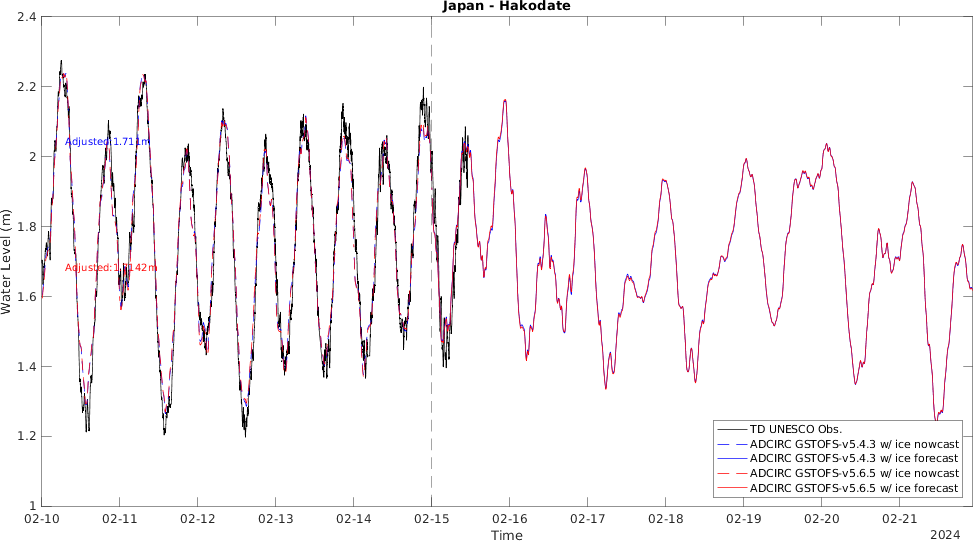 Japan - Hakodate
2.4
2.2
2
1.8
1.6
1.4
1.2
1
Water Level (m)
Adjusted:1.711m
02-10
02-11
02-12
02-13
02-14
02-15
02-16
02-17
02-18
02-19
02-20
02-21
Time
2024
TD UNESCO Obs.
ADCIRC GSTOFS-v5.4.3 w/ ice nowcast
ADCIRC GSTOFS-v5.4.3 w/ ice forecast
ADCIRC GSTOFS-v5.6.5 w/ ice nowcast
ADCIRC GSTOFS-v5.6.5 w/ ice forecast